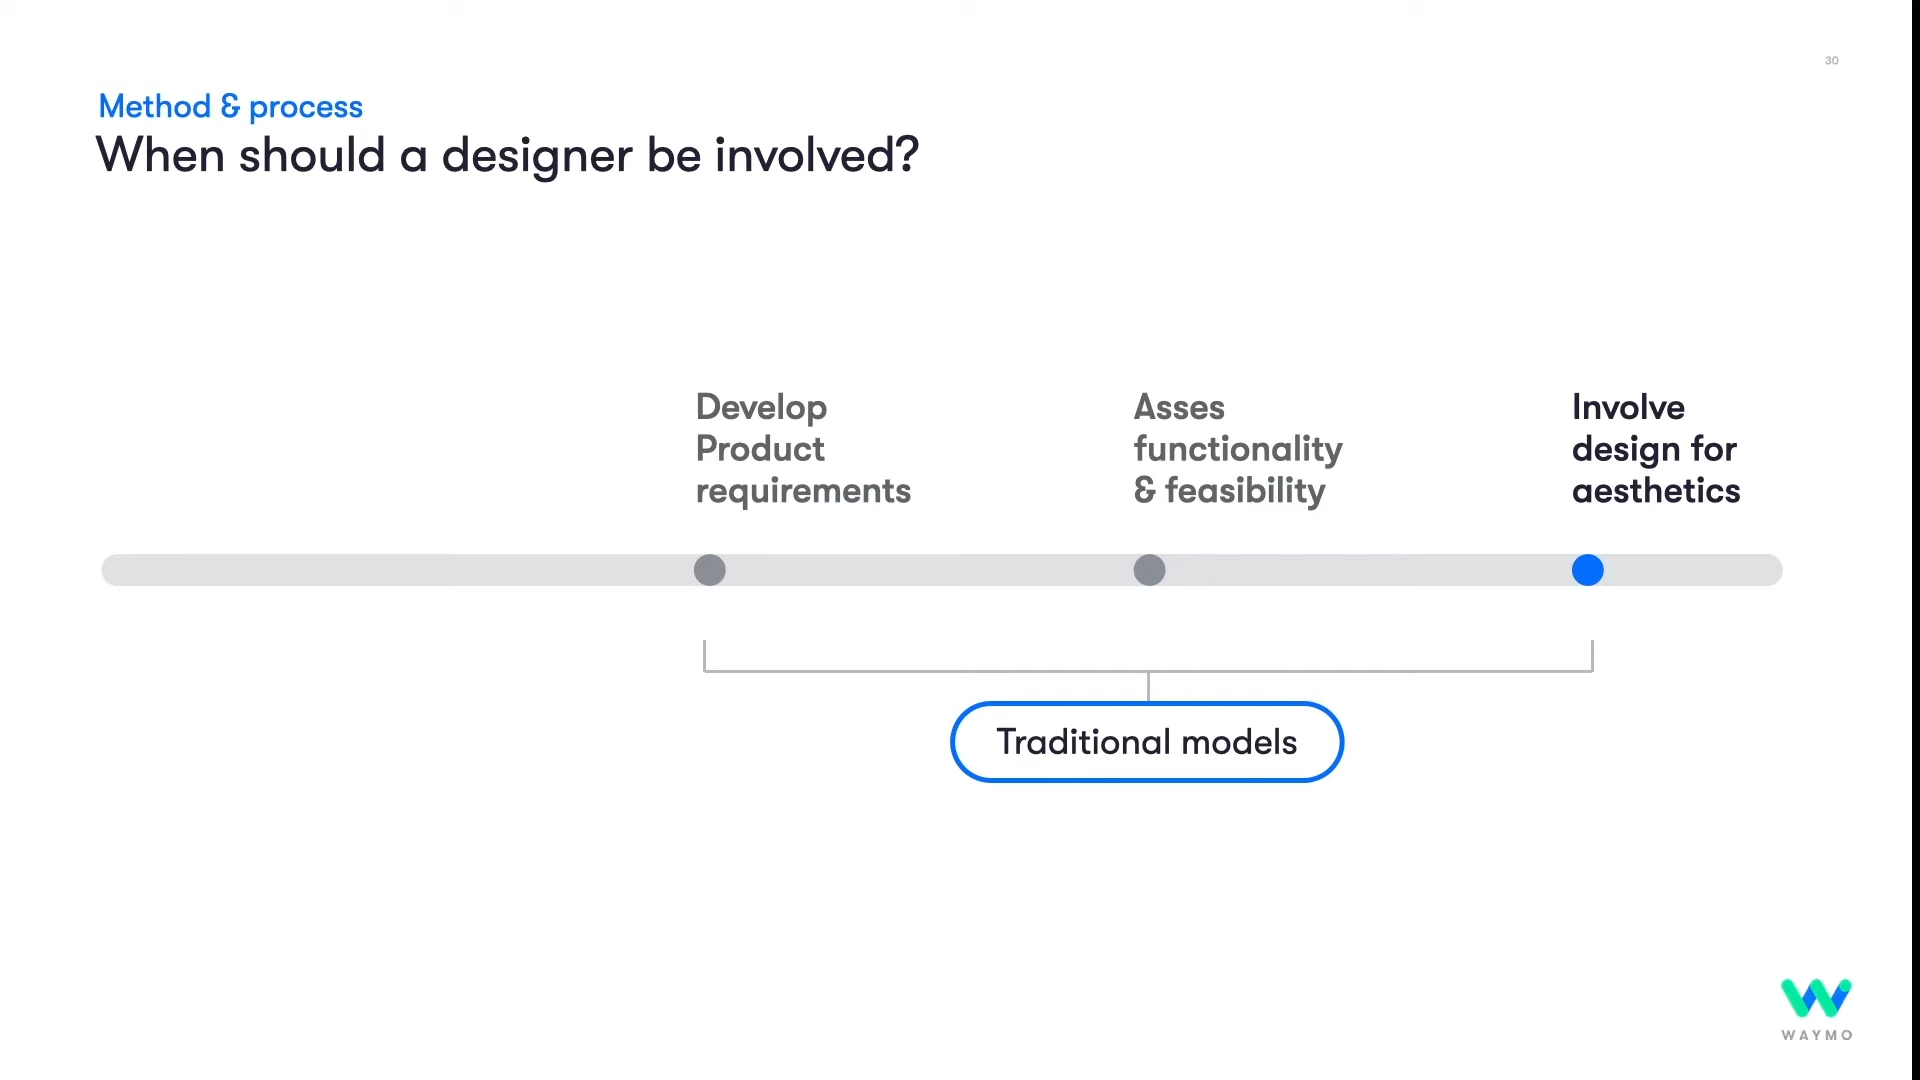 30
Method & process
When should a designer be involved?
Develop
Product
requirements
Asses
functionality
& feasibility
Involve
design for
aesthetics
Traditional models
WAYMO